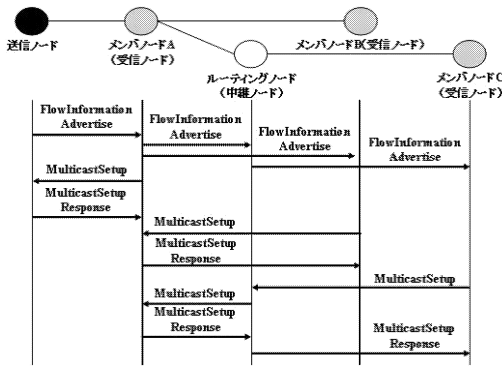 送信ノード
メンバノードA
(受信ノード)
メンバノードB(受信ノード)
ルーティングノード
(中継ノード)
メンバノードC
(受信ノード)
FlowInformation
Advertise
FlowInformation
Advertise
FlowInformation
Advertise
FlowInformation
Advertise
MulticastSetup
MulticastSetup
Response
MulticastSetup
MulticastSetup
Response
MulticastSetup
MulticastSetup
MulticastSetup
Response
MulticastSetup
Response